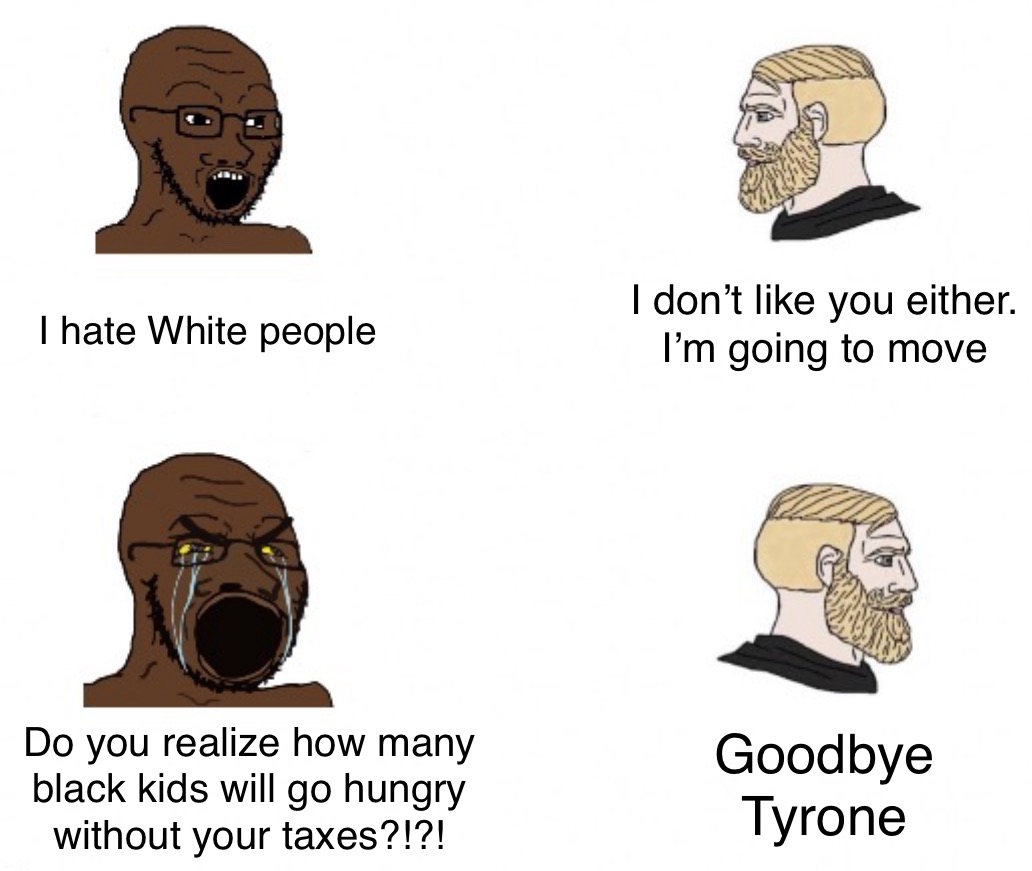 I hate White people
I don’t like you either.
I’m going to move
Do you realize how many
black kids will go hungry
without your taxes?!?!
Goodbye
Tyrone